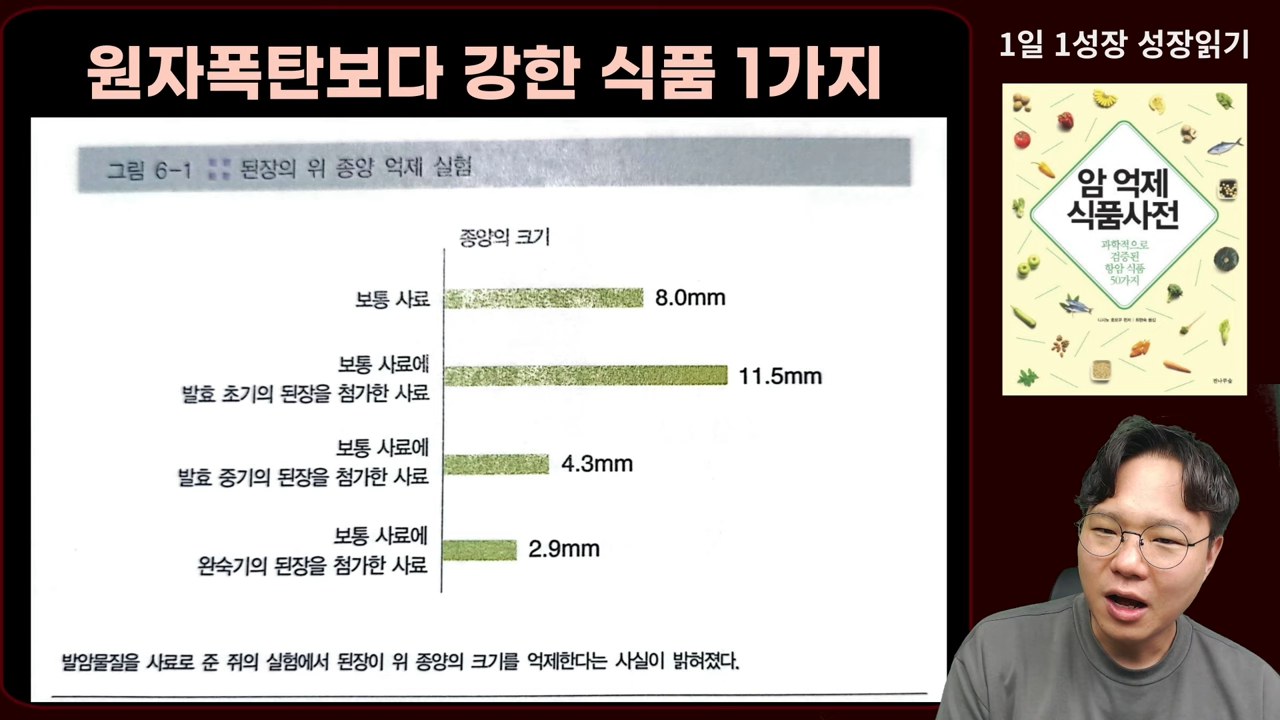 원자폭탄보다 강한 식품 1가지
그림 6-1 된장의 위 종양 억제 실험
종양의 크기
보통 사료
8.0mm
보통 사료에
발효 초기의 된장을 첨가한 사료
11.5mm
보통 사료에
발효 중기의 된장을 첨가한 사료
4.3mm
보통 사료에
완숙기의 된장을 첨가한 사료
2.9mm
발암물질을 사료로 준 쥐의 실험에서 된장이 위 종양의 크기를 억제한다는 사실이 밝혀졌다.
1일 1성장 성장읽기
암 억제
식품사전
과학적으로
검증된
항암 식품
50가지
전나무숲